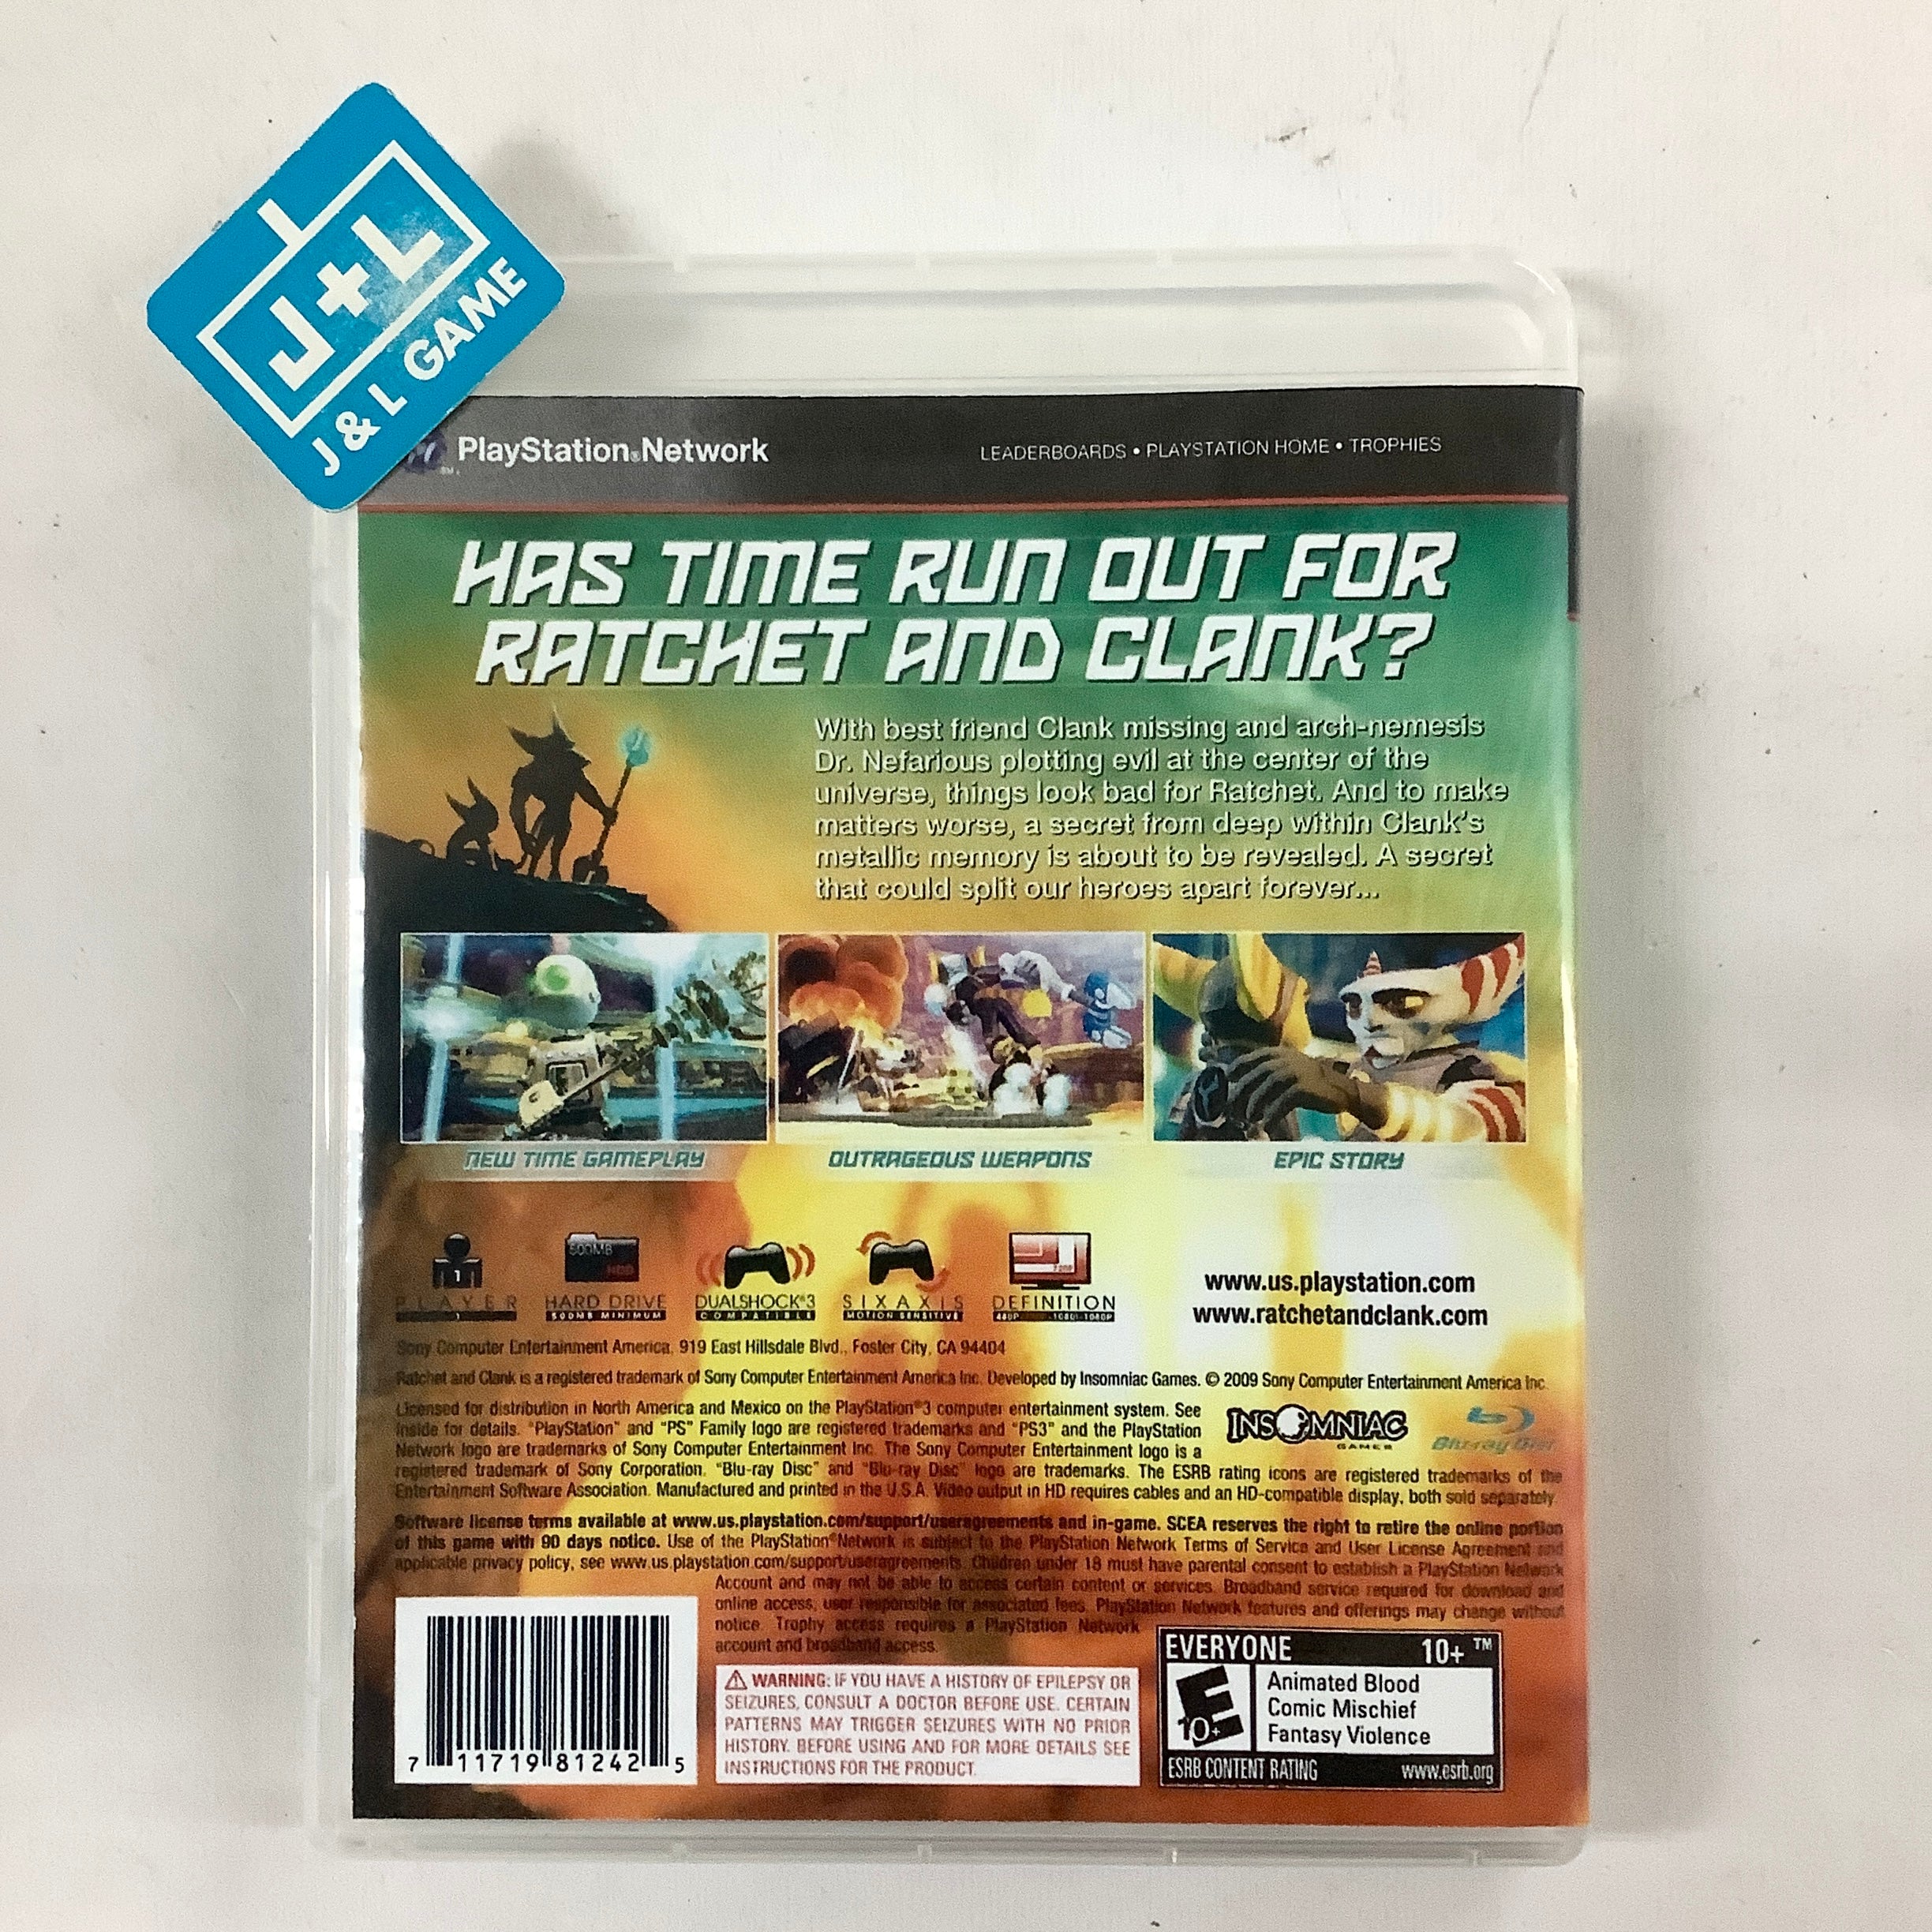 J+L
J & L GAME
PlayStation®Network
LEADERBOARDS • PLAYSTATION HOME • TROPHIES
HAS TIME RUN OUT FOR
RATCHET AND CLANK?
With best friend Clank missing and arch-nemesis
Dr. Nefarious plotting evil at the center of the
universe, things look bad for Ratchet. And to make
matters worse, a secret from deep within Clank's
metallic memory is about to be revealed. A secret
that could split our heroes apart forever...
NEW TIME GAMEPLAY
OUTRAGEOUS WEAPONS
EPIC STORY
1
500MB
HDD
720P
PLAYER
HARD DRIVE
DUALSHOCK®3
SIXAXIS
DEFINITION
1
500MB MINIMUM
COMPATIBLE
MOTION SENSITIVE
480P 1080i 1080P
www.us.playstation.com
www.ratchetandclank.com
Sony Computer Entertainment America, 919 East Hillsdale Blvd., Foster City, CA 94404
Ratchet and Clank is a registered trademark of Sony Computer Entertainment America Inc. Developed by Insomniac Games. © 2009 Sony Computer Entertainment America Inc.
Licensed for distribution in North America and Mexico on the PlayStation®3 computer entertainment system. See
inside for details. "PlayStation" and "PS" Family logo are registered trademarks and "PS3" and the PlayStation
Network logo are trademarks of Sony Computer Entertainment Inc. The Sony Computer Entertainment logo is a
registered trademark of Sony Corporation. "Blu-ray Disc" and "Blu-ray Disc" logo are trademarks. The ESRB rating icons are registered trademarks of the
Entertainment Software Association. Manufactured and printed in the U.S.A. Video output in HD requires cables and an HD-compatible display, both sold separately.
INSOMNIAC
GAMES
Blu-ray Disc
Software license terms available at www.us.playstation.com/support/useragreements and in-game. SCEA reserves the right to retire the online portion
of this game with 90 days notice. Use of the PlayStation®Network is subject to the PlayStation Network Terms of Service and User License Agreement and
applicable privacy policy, see www.us.playstation.com/support/useragreements. Children under 18 must have parental consent to establish a PlayStation Network
Account and may not be able to access certain content or services. Broadband service required for download and
online access; user responsible for associated fees. PlayStation Network features and offerings may change without
notice. Trophy access requires a PlayStation Network
account and broadband access.
7 11719 81242 5
WARNING: IF YOU HAVE A HISTORY OF EPILEPSY OR
SEIZURES, CONSULT A DOCTOR BEFORE USE. CERTAIN
PATTERNS MAY TRIGGER SEIZURES WITH NO PRIOR
HISTORY. BEFORE USING AND FOR MORE DETAILS SEE
INSTRUCTIONS FOR THE PRODUCT.
EVERYONE 10+ ™
E
10+
Animated Blood
Comic Mischief
Fantasy Violence
ESRB CONTENT RATING www.esrb.org